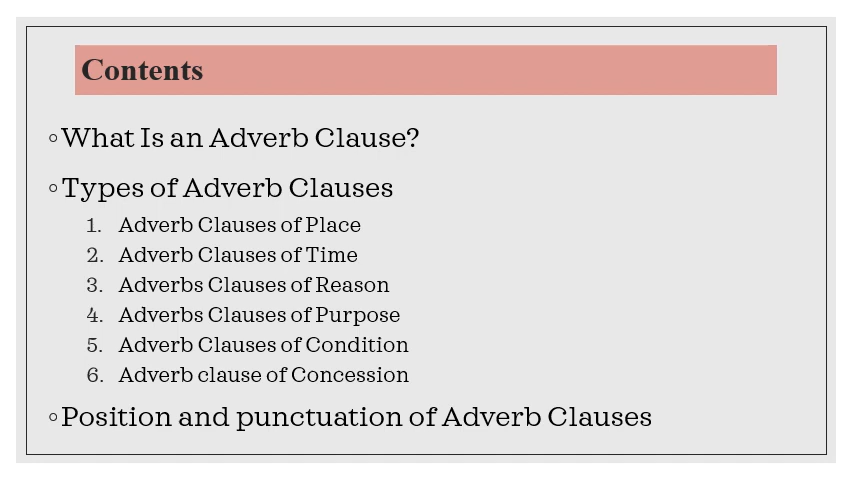 Contents
◦What Is an Adverb Clause?
◦Types of Adverb Clauses
1. Adverb Clauses of Place
2. Adverb Clauses of Time
3. Adverbs Clauses of Reason
4. Adverbs Clauses of Purpose
5. Adverb Clauses of Condition
6. Adverb clause of Concession
◦Position and punctuation of Adverb Clauses